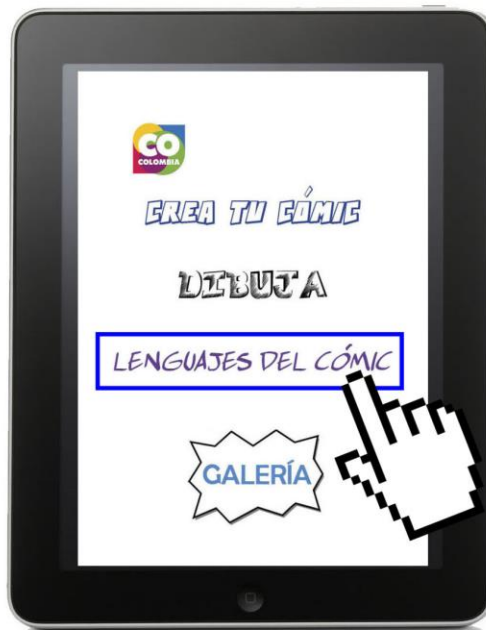 CO
COLOMBIA
CREA TU CÓMIC
DIBUJA
LENGUAJES DEL CÓMIC
GALERÍA